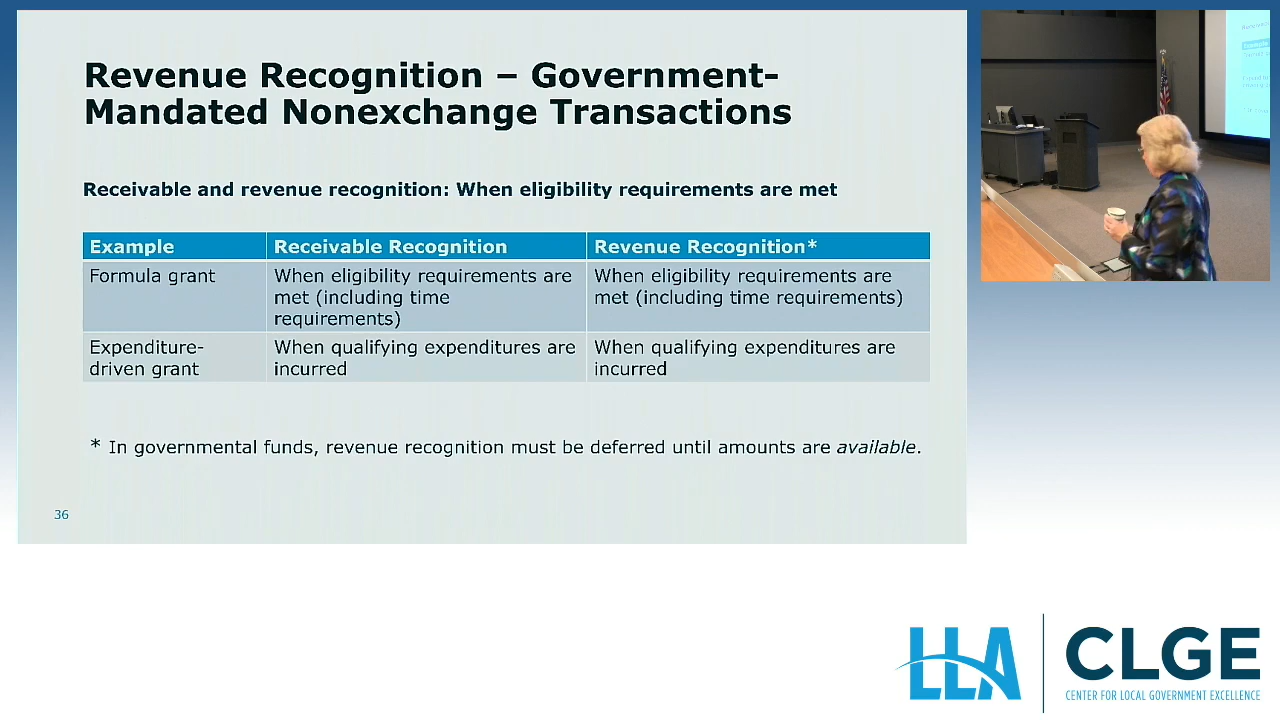 Revenue Recognition – Government-
Mandated Nonexchange Transactions
Receivable and revenue recognition: When eligibility requirements are met
Example Receivable Recognition Revenue Recognition*
Formula grant
When eligibility requirements are
met (including time
requirements)
When eligibility requirements are
met (including time requirements)
Expenditure-
driven grant
When qualifying expenditures are
incurred
When qualifying expenditures are
incurred
* In governmental funds, revenue recognition must be deferred until amounts are available.
36
LLA
CLGE
CENTER FOR LOCAL GOVERNMENT EXCELLENCE